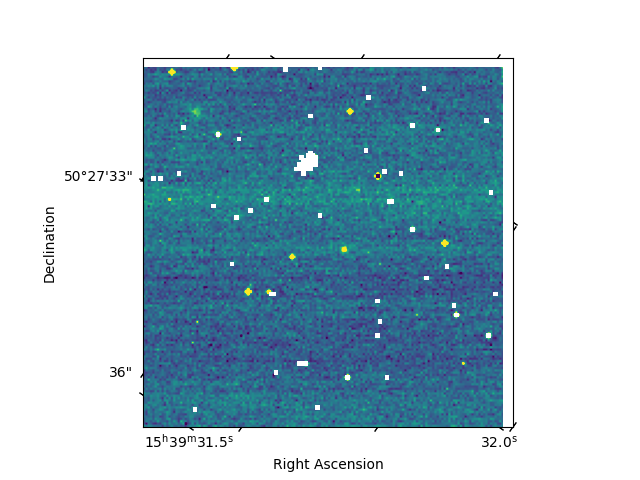 50°27'33"
Declination
36"
15ʰ39ᵐ31.5ˢ
32.0ˢ
Right Ascension